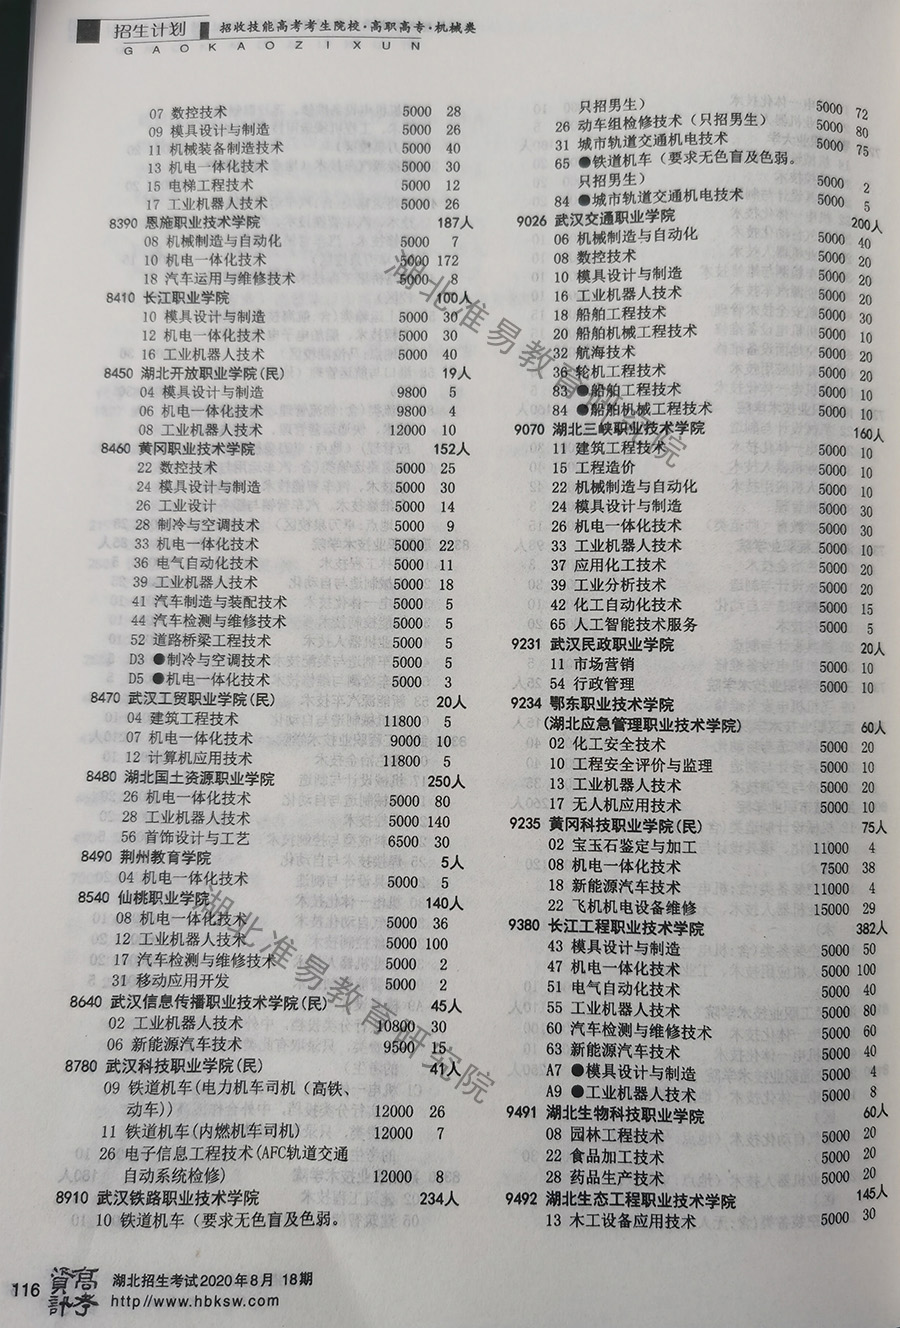 招生计划 招收技能高考考生院校·高职高专·机械类
GAOKAOZIXUN
07 数控技术 5000 28
09 模具设计与制造 5000 26
11 机械装备制造技术 5000 40
13 机电一体化技术 5000 30
15 电梯工程技术 5000 12
17 工业机器人技术 5000 26
8390 恩施职业技术学院 187人
08 机械制造与自动化 5000 7
10 机电一体化技术 5000 172
18 汽车运用与维修技术 5000 8
8410 长江职业学院 100人
10 模具设计与制造 5000 30
12 机电一体化技术 5000 30
16 工业机器人技术 5000 40
8450 湖北开放职业学院(民) 19人
04 模具设计与制造 9800 5
06 机电一体化技术 9800 4
08 工业机器人技术 12000 10
8460 黄冈职业技术学院 152人
22 数控技术 5000 25
24 模具设计与制造 5000 30
26 工业设计 5000 14
28 制冷与空调技术 5000 9
33 机电一体化技术 5000 22
36 电气自动化技术 5000 11
39 工业机器人技术 5000 18
41 汽车制造与装配技术 5000 5
44 汽车检测与维修技术 5000 5
52 道路桥梁工程技术 5000 5
D3 ●制冷与空调技术 5000 5
D5 ●机电一体化技术 5000 3
8470 武汉工贸职业学院(民) 20人
04 建筑工程技术 11800 5
07 机电一体化技术 9000 10
12 计算机应用技术 11800 5
8480 湖北国土资源职业学院 250人
26 机电一体化技术 5000 80
28 工业机器人技术 5000 140
56 首饰设计与工艺 6500 30
8490 荆州教育学院 5人
04 机电一体化技术 5000 5
8540 仙桃职业学院 140人
08 机电一体化技术 5000 36
12 工业机器人技术 5000 100
17 汽车检测与维修技术 5000 2
31 移动应用开发 5000 2
8640 武汉信息传播职业技术学院(民) 45人
02 工业机器人技术 10800 30
06 新能源汽车技术 9500 15
8780 武汉科技职业学院(民) 41人
09 铁道机车(电力机车司机（高铁、
动车)) 12000 26
11 铁道机车(内燃机车司机) 12000 7
26 电子信息工程技术(AFC轨道交通
自动系统检修) 12000 8
8910 武汉铁路职业技术学院 234人
10 铁道机车（要求无色盲及色弱。
只招男生） 5000 72
26 动车组检修技术（只招男生） 5000 80
31 城市轨道交通机电技术 5000 75
65 ●铁道机车（要求无色盲及色弱。
只招男生） 5000 2
84 ●城市轨道交通机电技术 5000 5
9026 武汉交通职业学院 200人
06 机械制造与自动化 5000 40
08 数控技术 5000 20
10 模具设计与制造 5000 20
16 工业机器人技术 5000 20
18 船舶工程技术 5000 30
20 船舶机械工程技术 5000 10
32 航海技术 5000 20
36 轮机工程技术 5000 20
83 ●船舶工程技术 5000 10
84 ●船舶机械工程技术 5000 10
9070 湖北三峡职业技术学院 160人
11 建筑工程技术 5000 10
15 工程造价 5000 10
22 机械制造与自动化 5000 10
24 模具设计与制造 5000 30
26 机电一体化技术 5000 30
33 工业机器人技术 5000 10
37 应用化工技术 5000 20
39 工业分析技术 5000 20
42 化工自动化技术 5000 15
65 人工智能技术服务 5000 5
9231 武汉民政职业学院 20人
11 市场营销 5000 10
54 行政管理 5000 10
9234 鄂东职业技术学院
(湖北应急管理职业技术学院) 60人
02 化工安全技术 5000 20
10 工程安全评价与监理 5000 10
13 工业机器人技术 5000 20
17 无人机应用技术 5000 10
9235 黄冈科技职业学院(民) 75人
02 宝玉石鉴定与加工 11000 4
08 机电一体化技术 7500 38
18 新能源汽车技术 11000 4
22 飞机机电设备维修 15000 29
9380 长江工程职业技术学院 382人
43 模具设计与制造 5000 50
47 机电一体化技术 5000 100
51 电气自动化技术 5000 40
55 工业机器人技术 5000 80
60 汽车检测与维修技术 5000 60
63 新能源汽车技术 5000 40
A7 ●模具设计与制造 5000 4
A9 ●工业机器人技术 5000 8
9491 湖北生物科技职业学院 60人
08 园林工程技术 5000 20
22 食品加工技术 5000 20
28 药品生产技术 5000 20
9492 湖北生态工程职业技术学院 145人
13 木工设备应用技术 5000 30
湖北准易教育研究院
湖北准易教育研究院
116 高考資訊 湖北招生考试2020年8月 18期
http://www.hbksw.com